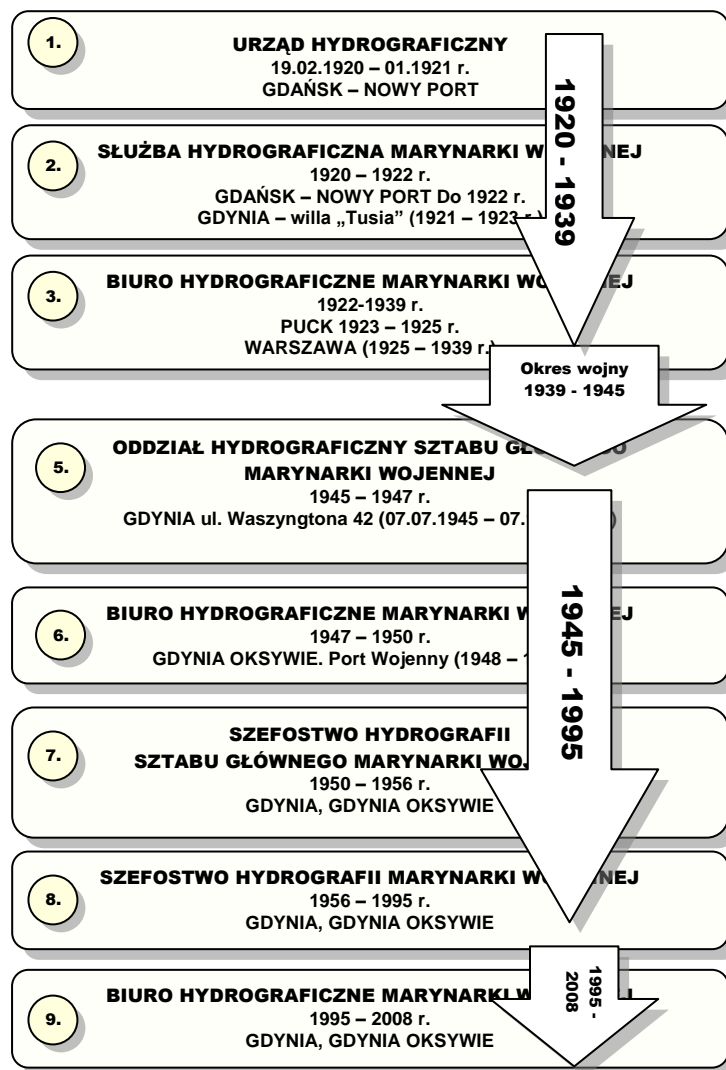 1.
URZĄD HYDROGRAFICZNY
19.02.1920 – 01.1921 r.
GDAŃSK – NOWY PORT
2.
SŁUŻBA HYDROGRAFICZNA MARYNARKI W NEJ
1920 – 1922 r.
GDAŃSK – NOWY PORT Do 1922 r.
GDYNIA – willa „Tusia” (1921 – 1923 r.)
1920 - 1939
3.
BIURO HYDROGRAFICZNE MARYNARKI WO EJ
1922-1939 r.
PUCK 1923 – 1925 r.
WARSZAWA (1925 – 1939 r.)
Okres wojny
1939 - 1945
5.
ODDZIAŁ HYDROGRAFICZNY SZTABU GŁ O
MARYNARKI WOJENNEJ
1945 – 1947 r.
GDYNIA ul. Waszyngtona 42 (07.07.1945 – 07. )
6.
BIURO HYDROGRAFICZNE MARYNARKI W EJ
1947 – 1950 r.
GDYNIA OKSYWIE. Port Wojenny (1948 –
1945 - 1995
7.
SZEFOSTWO HYDROGRAFII
SZTABU GŁÓWNEGO MARYNARKI WOJ
1950 – 1956 r.
GDYNIA, GDYNIA OKSYWIE
8.
SZEFOSTWO HYDROGRAFII MARYNARKI W NEJ
1956 – 1995 r.
GDYNIA, GDYNIA OKSYWIE
9.
BIURO HYDROGRAFICZNE MARYNARKI W J
1995 – 2008 r.
GDYNIA, GDYNIA OKSYWIE
1995 -
2008